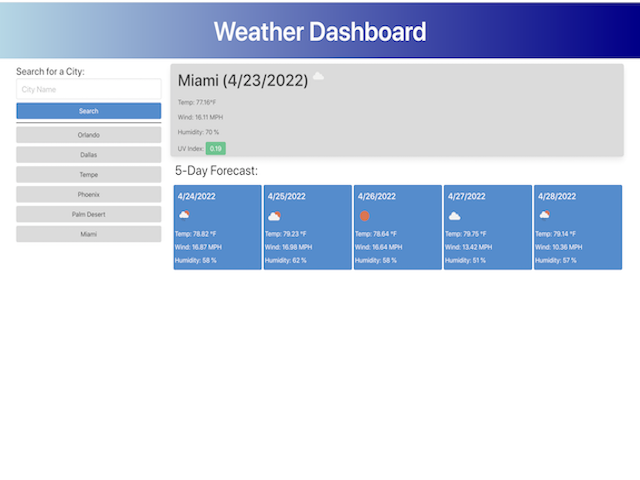 Weather Dashboard
Search for a City:
City Name
Search
Orlando
Dallas
Tempe
Phoenix
Palm Desert
Miami
Miami (4/23/2022)
Temp: 77.16°F
Wind: 16.11 MPH
Humidity: 70 %
UV Index: 0.19
5-Day Forecast:
4/24/2022
Temp: 78.82 °F
Wind: 16.87 MPH
Humidity: 58 %
4/25/2022
Temp: 79.23 °F
Wind: 16.98 MPH
Humidity: 62 %
4/26/2022
Temp: 78.64 °F
Wind: 16.64 MPH
Humidity: 58 %
4/27/2022
Temp: 79.75 °F
Wind: 13.42 MPH
Humidity: 51 %
4/28/2022
Temp: 79.14 °F
Wind: 10.36 MPH
Humidity: 57 %